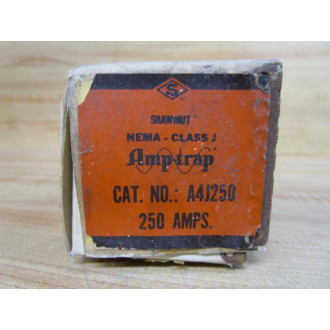 S
SHAWMUT
NEMA - CLASS J
Amp-trap
CAT. NO.: A4J250
250 AMPS.